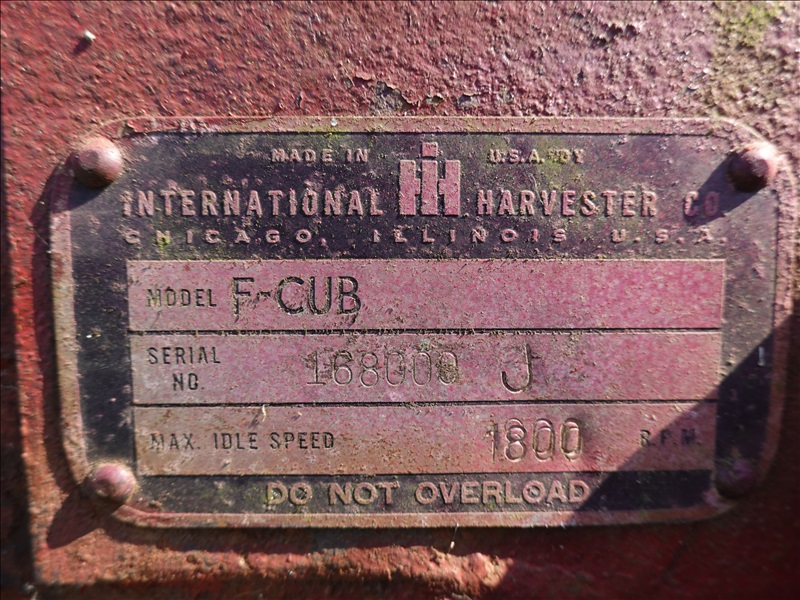 MADE IN U.S.A. BY
INTERNATIONAL IH HARVESTER CO
CHICAGO, ILLINOIS U.S.A.
MODEL F-CUB
SERIAL NO. 168000 J
MAX. IDLE SPEED 1800 R.P.M.
DO NOT OVERLOAD